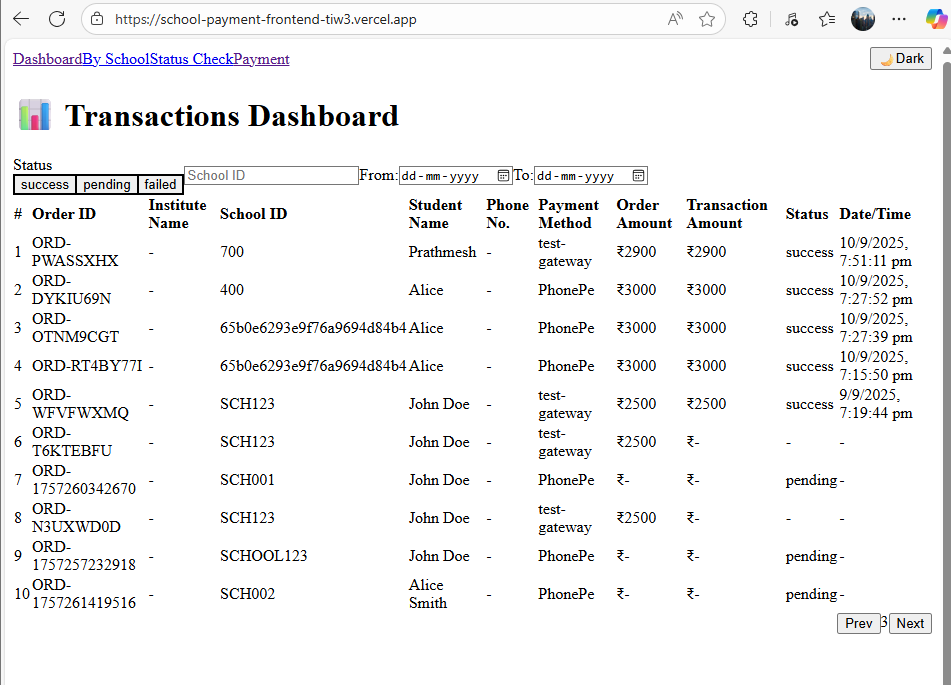 https://school-payment-frontend-tiw3.vercel.app
DashboardBy SchoolStatus CheckPayment
🌙 Dark
Transactions Dashboard
Status
success pending failed School ID From: dd-mm-yyyy To: dd-mm-yyyy
# Order ID Institute Name School ID Student Name Phone No. Payment Method Order Amount Transaction Amount Status Date/Time
1 ORD-PWASSXHX - 700 Prathmesh - test-gateway ₹2900 ₹2900 success 10/9/2025, 7:51:11 pm
2 ORD-DYKIU69N - 400 Alice - PhonePe ₹3000 ₹3000 success 10/9/2025, 7:27:52 pm
3 ORD-OTNM9CGT - 65b0e6293e9f76a9694d84b4 Alice - PhonePe ₹3000 ₹3000 success 10/9/2025, 7:27:39 pm
4 ORD-RT4BY77I - 65b0e6293e9f76a9694d84b4 Alice - PhonePe ₹3000 ₹3000 success 10/9/2025, 7:15:50 pm
5 ORD-WFVFWXMQ - SCH123 John Doe - test-gateway ₹2500 ₹2500 success 9/9/2025, 7:19:44 pm
6 ORD-T6KTEBFU - SCH123 John Doe - test-gateway ₹2500 ₹- - -
7 ORD-1757260342670 - SCH001 John Doe - PhonePe ₹- ₹- pending -
8 ORD-N3UXWD0D - SCH123 John Doe - test-gateway ₹2500 ₹- - -
9 ORD-1757257232918 - SCHOOL123 John Doe - PhonePe ₹- ₹- pending -
10 ORD-1757261419516 - SCH002 Alice Smith - PhonePe ₹- ₹- pending -
Prev 3 Next